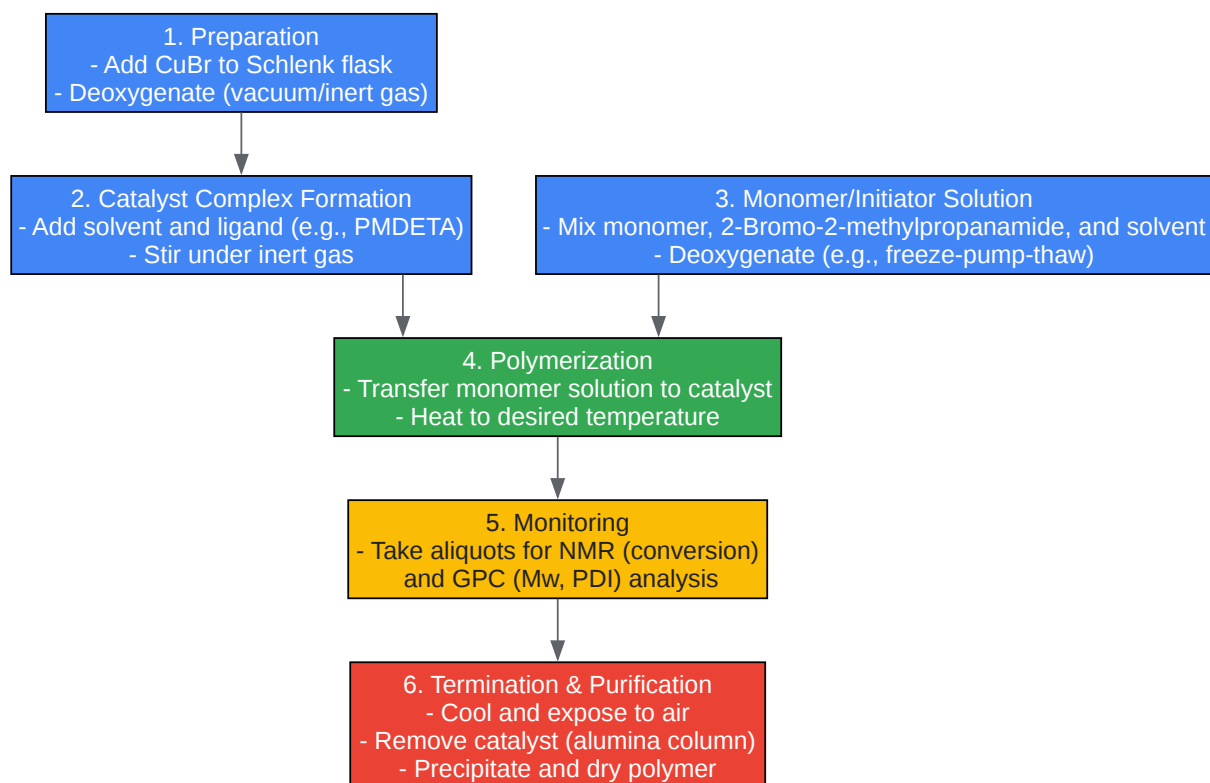 1. Preparation
- Add CuBr to Schlenk flask
- Deoxygenate (vacuum/inert gas)
2. Catalyst Complex Formation
- Add solvent and ligand (e.g., PMDETA)
- Stir under inert gas
3. Monomer/Initiator Solution
- Mix monomer, 2-Bromo-2-methylpropanamide, and solvent
- Deoxygenate (e.g., freeze-pump-thaw)
4. Polymerization
- Transfer monomer solution to catalyst
- Heat to desired temperature
5. Monitoring
- Take aliquots for NMR (conversion)
and GPC (Mw, PDI) analysis
6. Termination & Purification
- Cool and expose to air
- Remove catalyst (alumina column)
- Precipitate and dry polymer